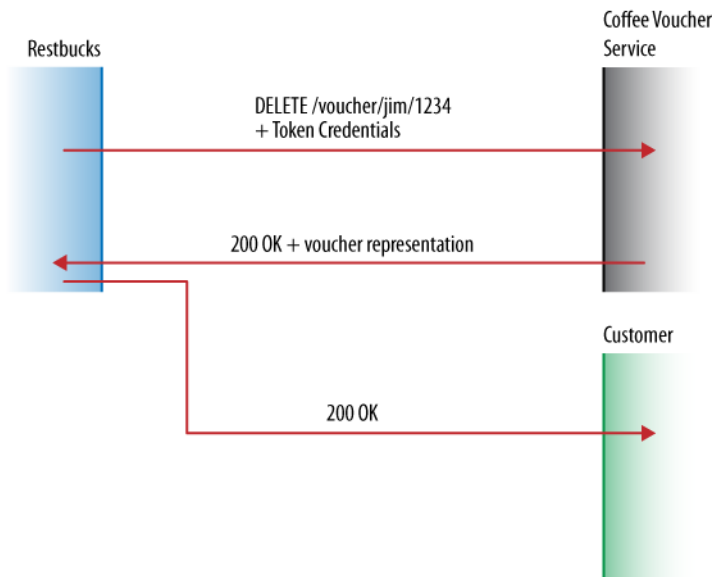 Restbucks
Coffee Voucher
Service
DELETE /voucher/jim/1234
+ Token Credentials
200 OK + voucher representation
Customer
200 OK